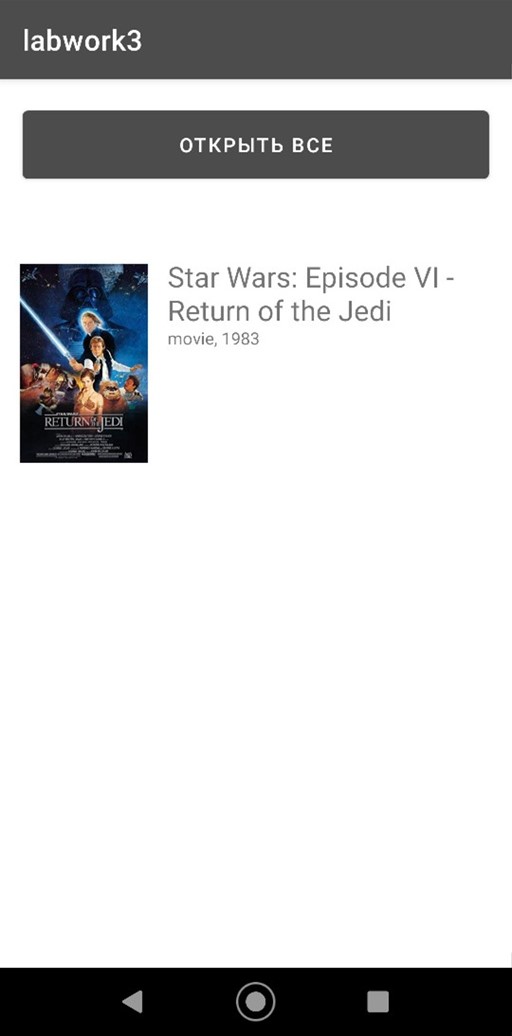 labwork3
ОТКРЫТЬ ВСЕ
Star Wars: Episode VI -
Return of the Jedi
movie, 1983
STAR WARS
RETURN OF THE JEDI